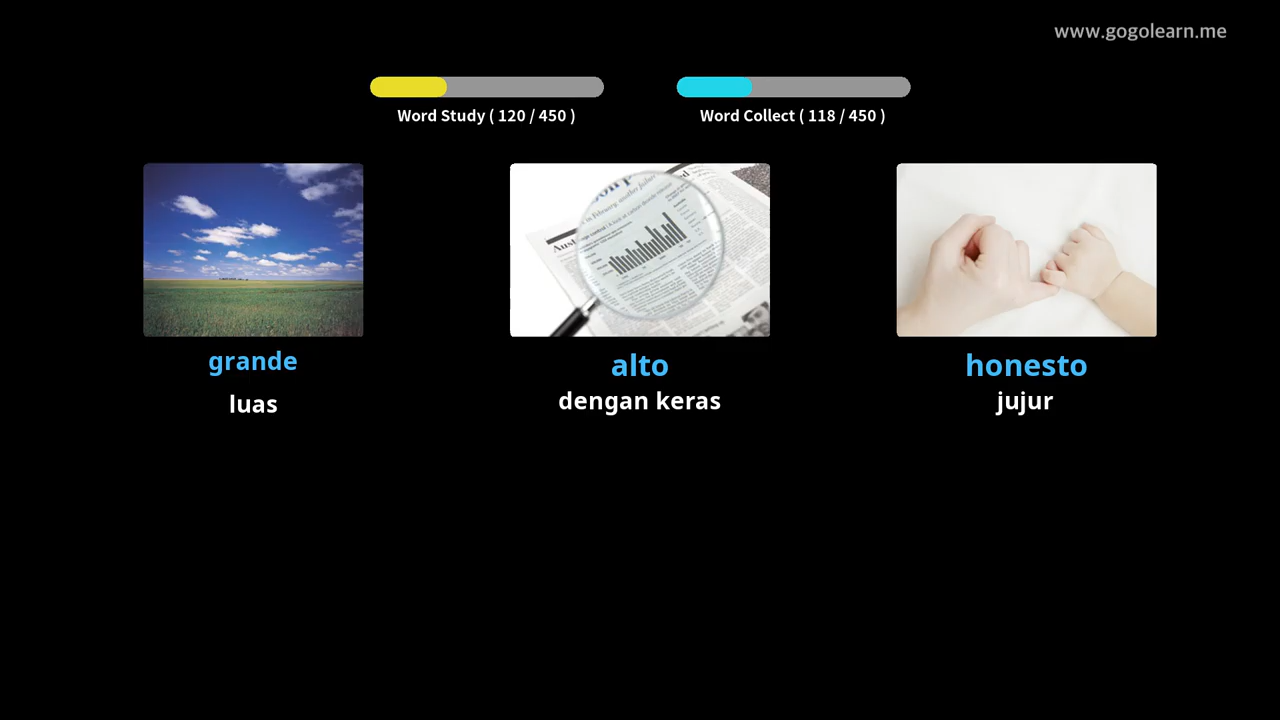 www.gogolearn.me
Word Study ( 120 / 450 )
Word Collect ( 118 / 450 )
grande
luas
alto
dengan keras
honesto
jujur